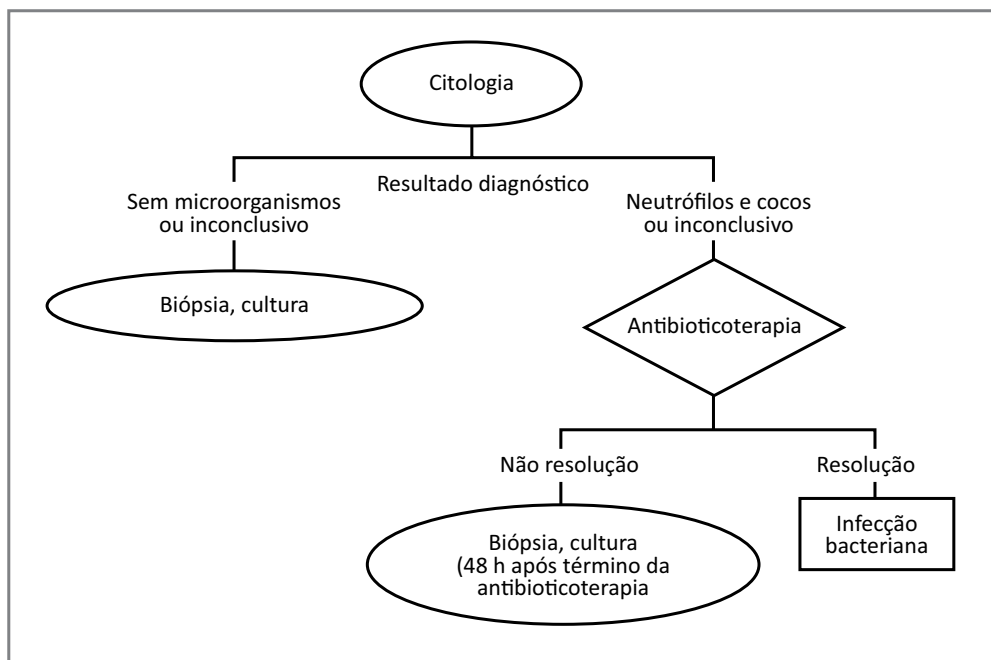 Citologia
Resultado diagnóstico
Sem microorganismos
ou inconclusivo
Neutrófilos e cocos
ou inconclusivo
Biópsia, cultura
Antibioticoterapia
Não resolução
Resolução
Biópsia, cultura
(48 h após término da
antibioticoterapia
Infecção
bacteriana